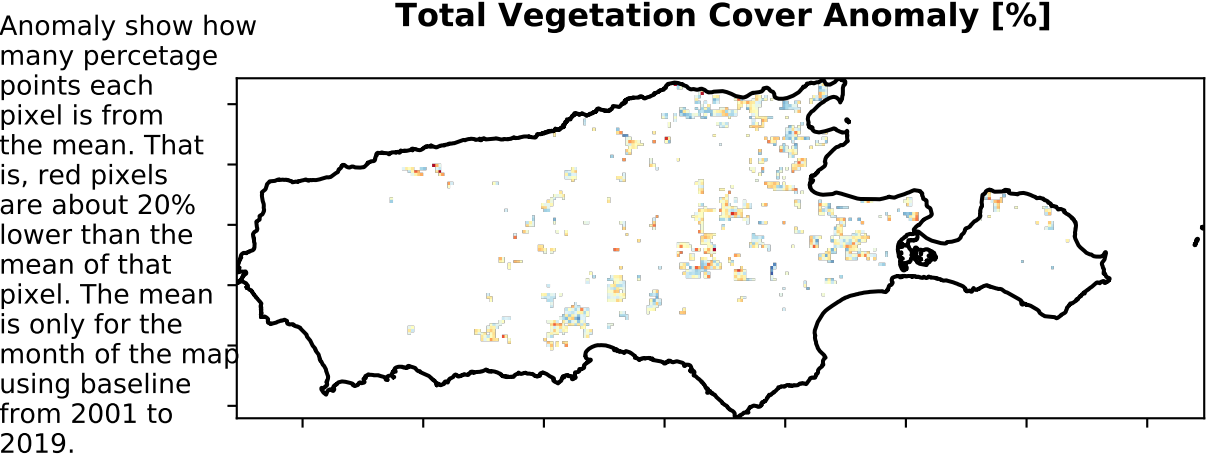 Total Vegetation Cover Anomaly [%]
Anomaly show how
many percetage
points each
pixel is from
the mean. That
is, red pixels
are about 20%
lower than the
mean of that
pixel. The mean
is only for the
month of the map
using baseline
from 2001 to
2019.